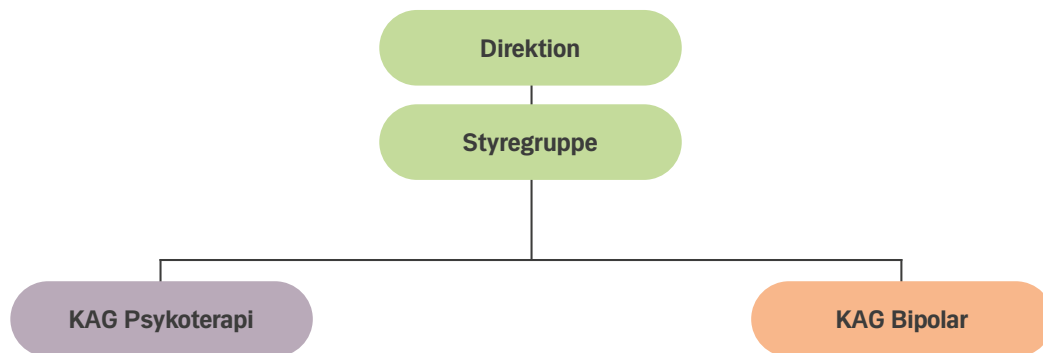 Direktion
Styregruppe
KAG Psykoterapi
KAG Bipolar